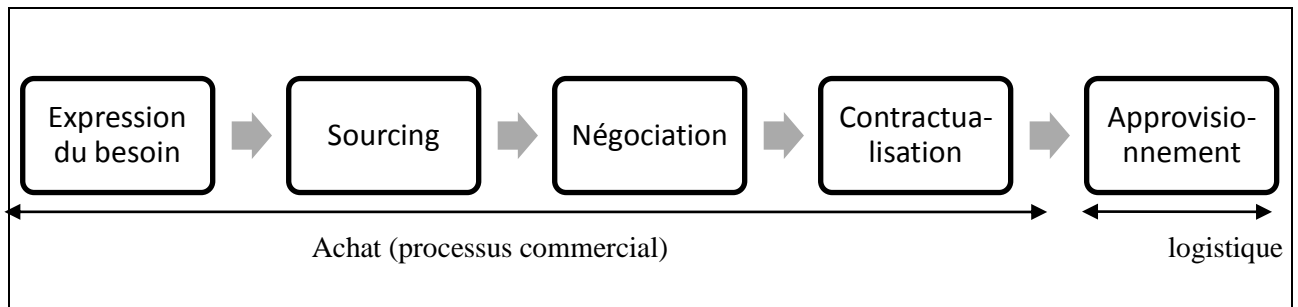 Expression
du besoin
Sourcing
Négociation
Contractua-
lisation
Approvisio-
nnement
Achat (processus commercial)
logistique